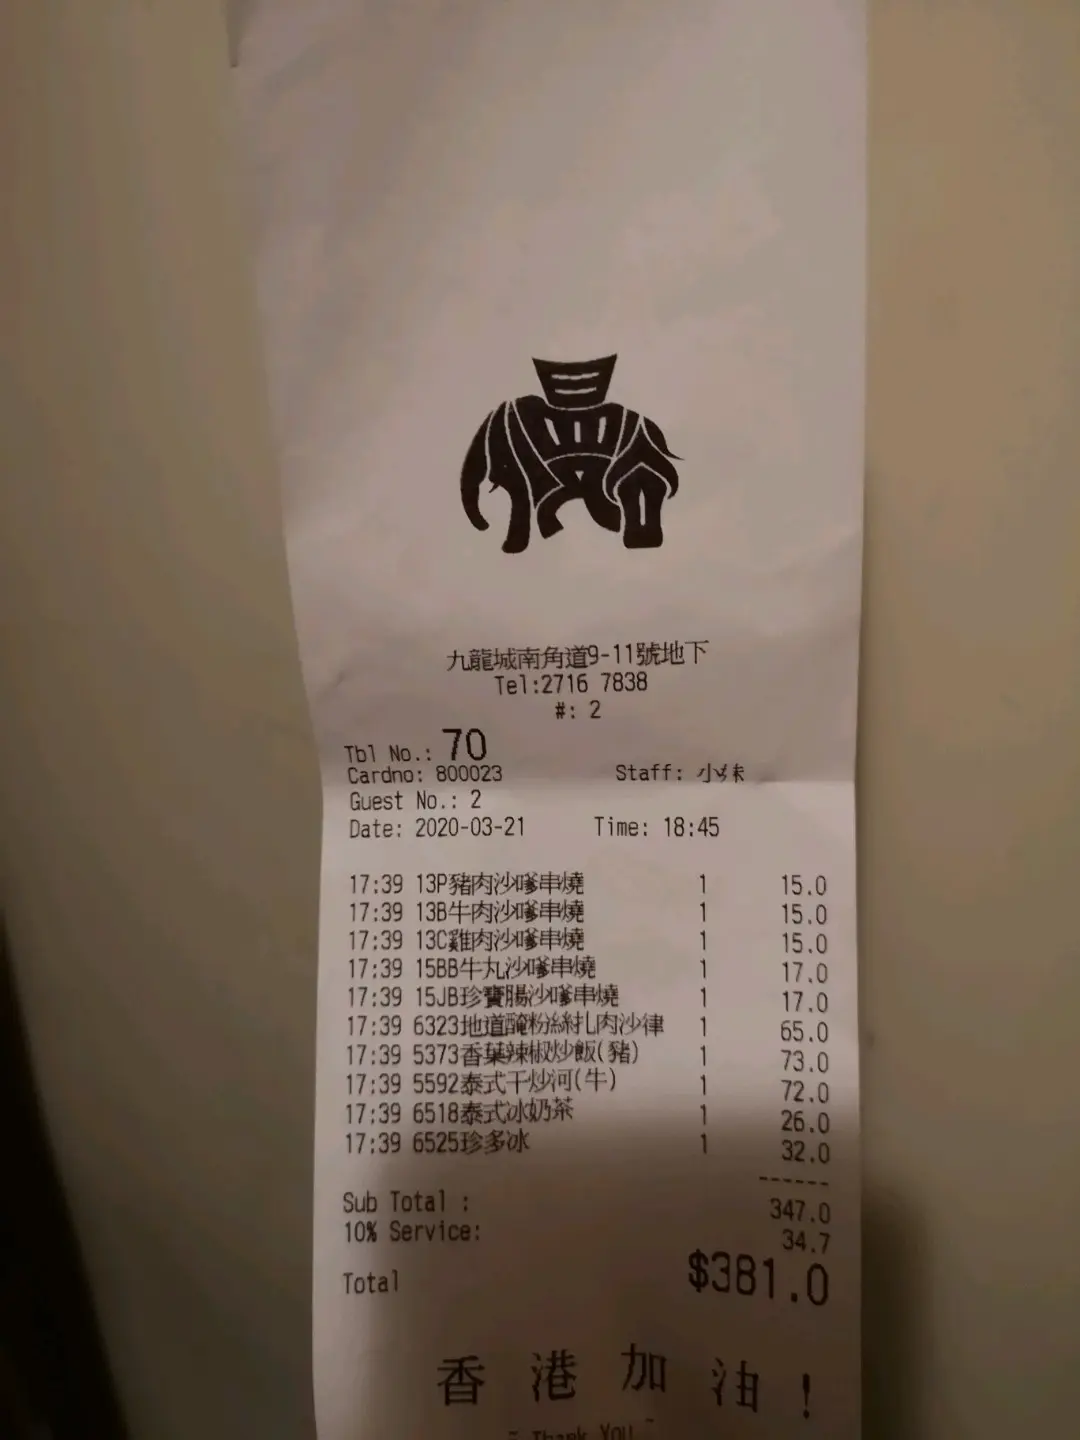 曼谷
九龍城南角道9-11號地下
Tel:2716 7838
#: 2
Tbl No.: 70
Cardno: 800023 Staff: 小妹
Guest No.: 2
Date: 2020-03-21 Time: 18:45
17:39 13P豬肉沙嗲串燒 1 15.0
17:39 13B牛肉沙嗲串燒 1 15.0
17:39 13C雞肉沙嗲串燒 1 15.0
17:39 15BB牛丸沙嗲串燒 1 17.0
17:39 15JB珍寶腸沙嗲串燒 1 17.0
17:39 6323地道醃粉絲扎肉沙律 1 65.0
17:39 5373香葉辣椒炒飯(豬) 1 73.0
17:39 5592泰式干炒河(牛) 1 72.0
17:39 6518泰式冰奶茶 1 26.0
17:39 6525珍多冰 1 32.0
------
Sub Total : 347.0
10% Service: 34.7
Total $381.0
香港加油!
~ Thank You ~